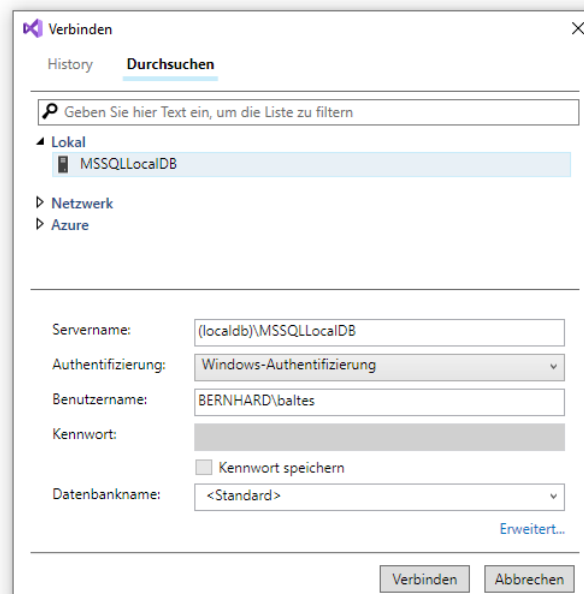 Verbinden
History Durchsuchen
Geben Sie hier Text ein, um die Liste zu filtern
Lokal
MSSQLLocalDB
Netzwerk
Azure
Servername: (localdb)\MSSQLLocalDB
Authentifizierung: Windows-Authentifizierung
Benutzername: BERNHARD\baltes
Kennwort:
Kennwort speichern
Datenbankname: <Standard>
Erweitert...
Verbinden Abbrechen